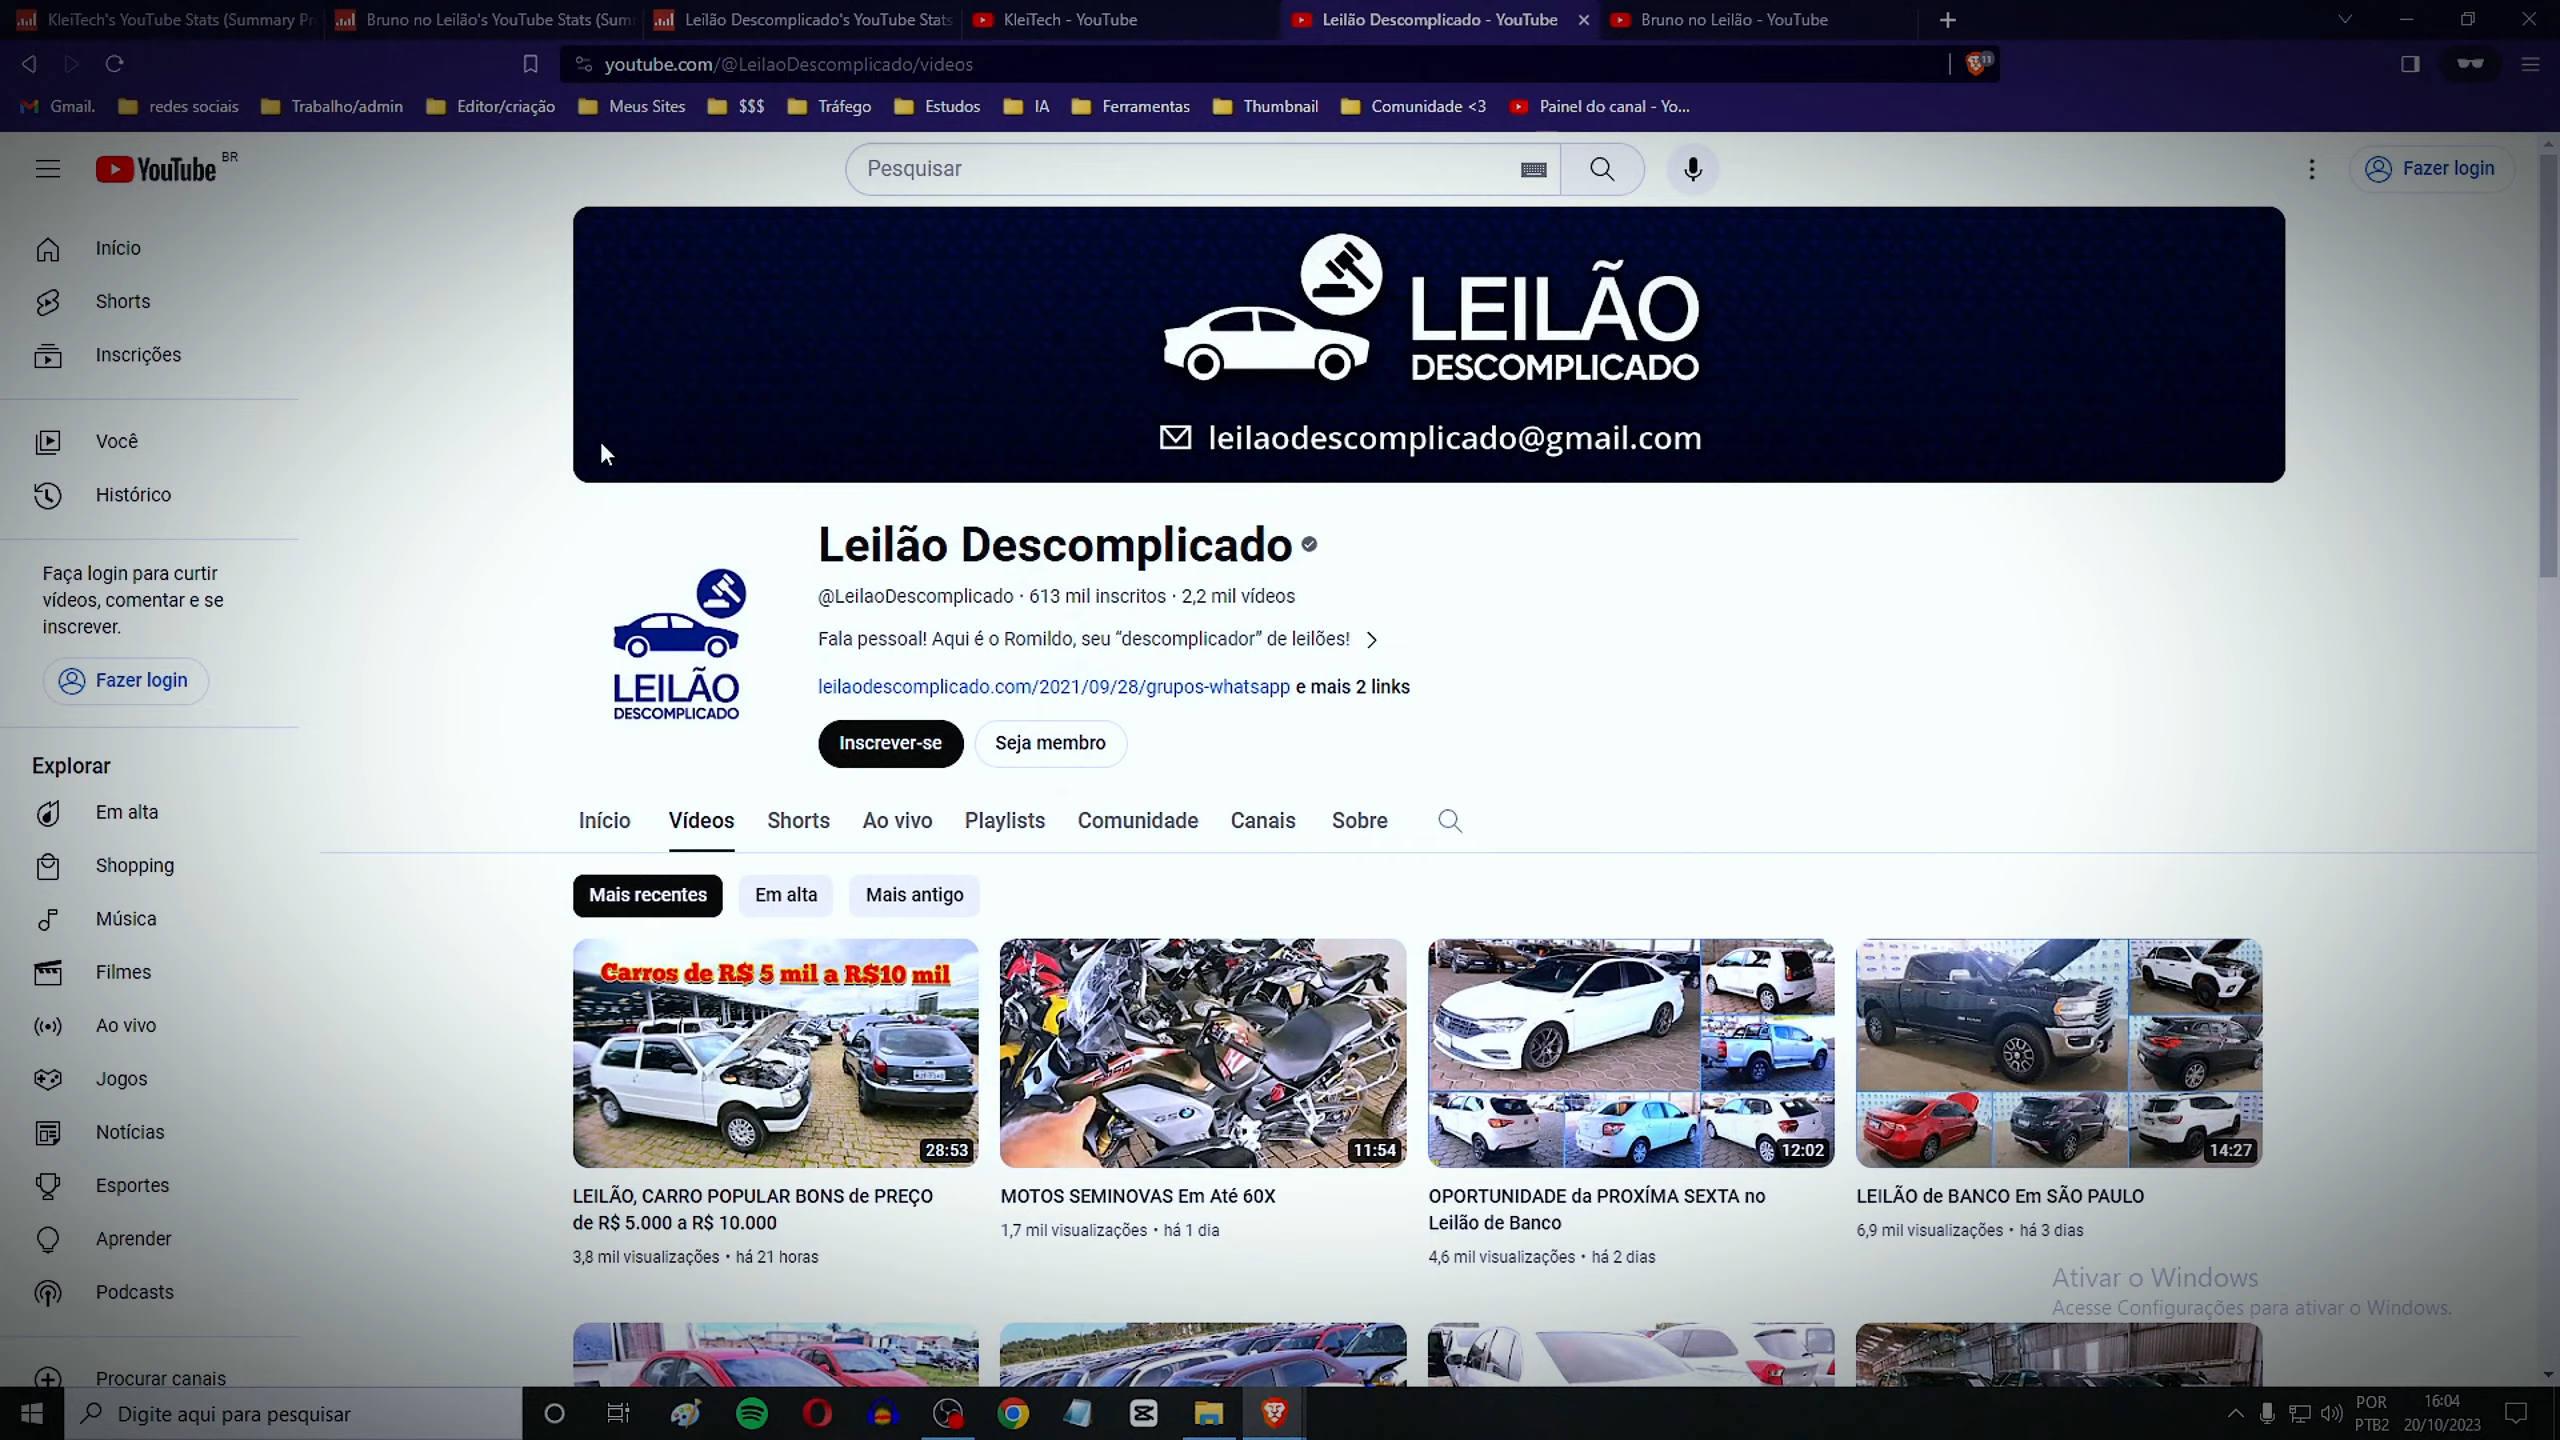 KleiTech's YouTube Stats (Summary Pr
Bruno no Leilão's YouTube Stats (Sum
Leilão Descomplicado's YouTube Stats
KleiTech - YouTube
Leilão Descomplicado - YouTube
Bruno no Leilão - YouTube
youtube.com/@LeilaoDescomplicado/videos
11
Gmail.
redes sociais
Trabalho/admin
Editor/criação
Meus Sites
$$$
Tráfego
Estudos
IA
Ferramentas
Thumbnail
Comunidade <3
Painel do canal - Yo...
YouTube BR
Pesquisar
Fazer login
Início
Shorts
Inscrições
Você
Histórico
Faça login para curtir
vídeos, comentar e se
inscrever.
Fazer login
Explorar
Em alta
Shopping
Música
Filmes
Ao vivo
Jogos
Notícias
Esportes
Aprender
Podcasts
Procurar canais
LEILÃO
DESCOMPLICADO
leilaodescomplicado@gmail.com
LEILÃO
DESCOMPLICADO
Leilão Descomplicado
@LeilaoDescomplicado · 613 mil inscritos · 2,2 mil vídeos
Fala pessoal! Aqui é o Romildo, seu “descomplicador” de leilões!
leilaodescomplicado.com/2021/09/28/grupos-whatsapp e mais 2 links
Inscrever-se
Seja membro
Início
Vídeos
Shorts
Ao vivo
Playlists
Comunidade
Canais
Sobre
Mais recentes
Em alta
Mais antigo
Carros de R$ 5 mil a R$10 mil
28:53
11:54
12:02
14:27
LEILÃO, CARRO POPULAR BONS de PREÇO
de R$ 5.000 a R$ 10.000
3,8 mil visualizações • há 21 horas
MOTOS SEMINOVAS Em Até 60X
1,7 mil visualizações • há 1 dia
OPORTUNIDADE da PROXÍMA SEXTA no
Leilão de Banco
4,6 mil visualizações • há 2 dias
LEILÃO de BANCO Em SÃO PAULO
6,9 mil visualizações • há 3 dias
Ativar o Windows
Acesse Configurações para ativar o Windows.
Digite aqui para pesquisar
POR
PTB2
16:04
20/10/2023